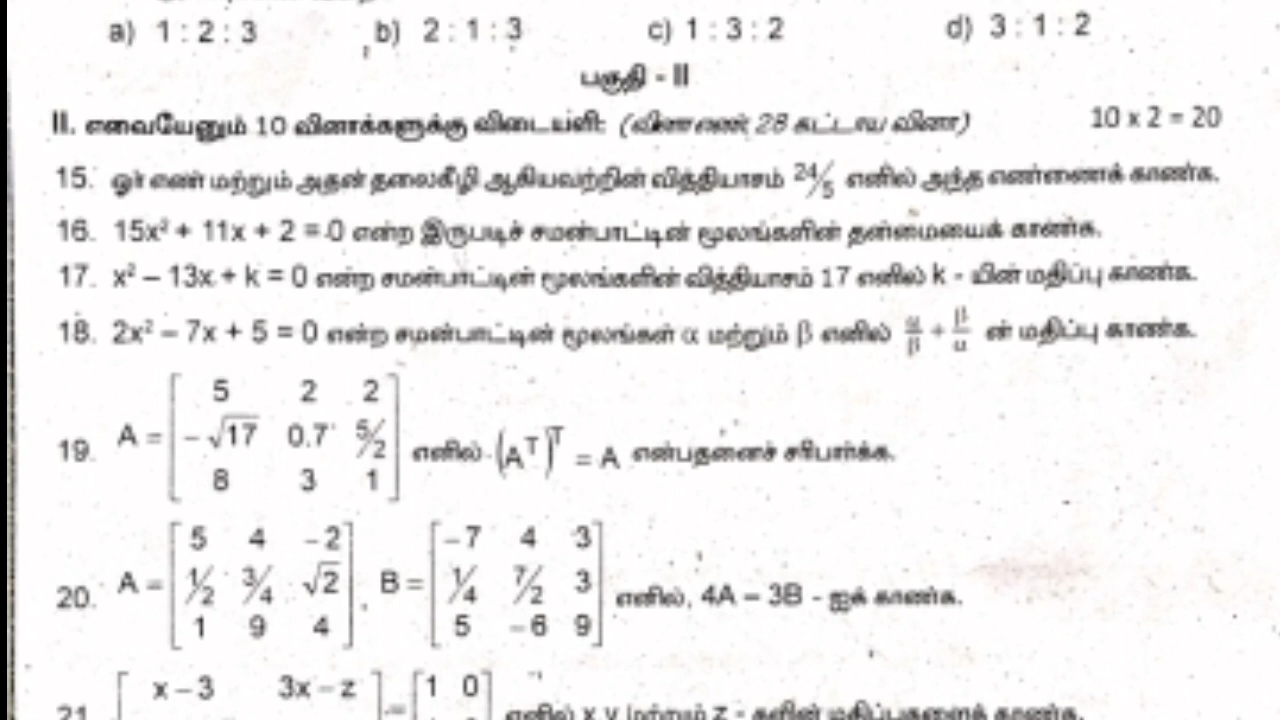 a) 1 : 2 : 3 b) 2 : 1 : 3 c) 1 : 3 : 2 d) 3 : 1 : 2
பகுதி - II
II. எவையேனும் 10 வினாக்களுக்கு விடையளி: (வினா எண் 28 கட்டாய வினா) 10 x 2 = 20
15. ஓர் எண் மற்றும் அதன் தலைகீழி ஆகியவற்றின் வித்தியாசம் 24/5 எனில் அந்த எண்ணைக் காண்க.
16. 15x² + 11x + 2 = 0 என்ற இருபடிச் சமன்பாட்டின் மூலங்களின் தன்மையைக் காண்க.
17. x² – 13x + k = 0 என்ற சமன்பாட்டின் மூலங்களின் வித்தியாசம் 17 எனில் k - யின் மதிப்பு காண்க.
18. 2x² – 7x + 5 = 0 என்ற சமன்பாட்டின் மூலங்கள் α மற்றும் β எனில் α/β + β/α ன் மதிப்பு காண்க.
5 2 2
19. A = – √17 0.7 5/2 எனில் (Aᵀ)ᵀ = A என்பதனைச் சரிபார்க்க.
8 3 1
5 4 – 2 – 7 4 3
20. A = 1/2 3/4 √2 , B = 1/4 7/2 3 எனில், 4A – 3B - ஐக் காண்க.
1 9 4 5 – 6 9
x – 3 3x – z 1 0
21. = எனில் x, y மற்றும் z - களின் மதிப்புகளைக் காண்க.